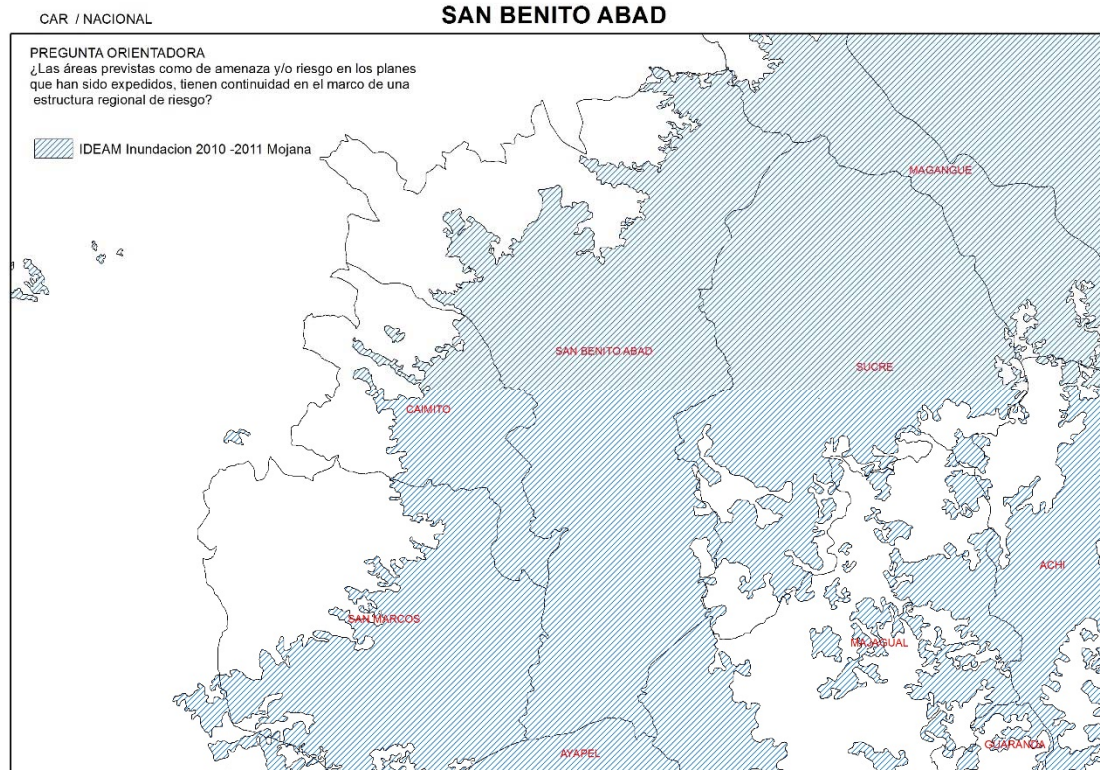 CAR / NACIONAL
SAN BENITO ABAD
PREGUNTA ORIENTADORA
¿Las áreas previstas como de amenaza y/o riesgo en los planes
que han sido expedidos, tienen continuidad en el marco de una
estructura regional de riesgo?
IDEAM Inundacion 2010 -2011 Mojana
MAGANGUE
SAN BENITO ABAD
SUCRE
CAIMITO
ACHI
SAN MARCOS
MAJAGUAL
GUARANDA
AYAPEL